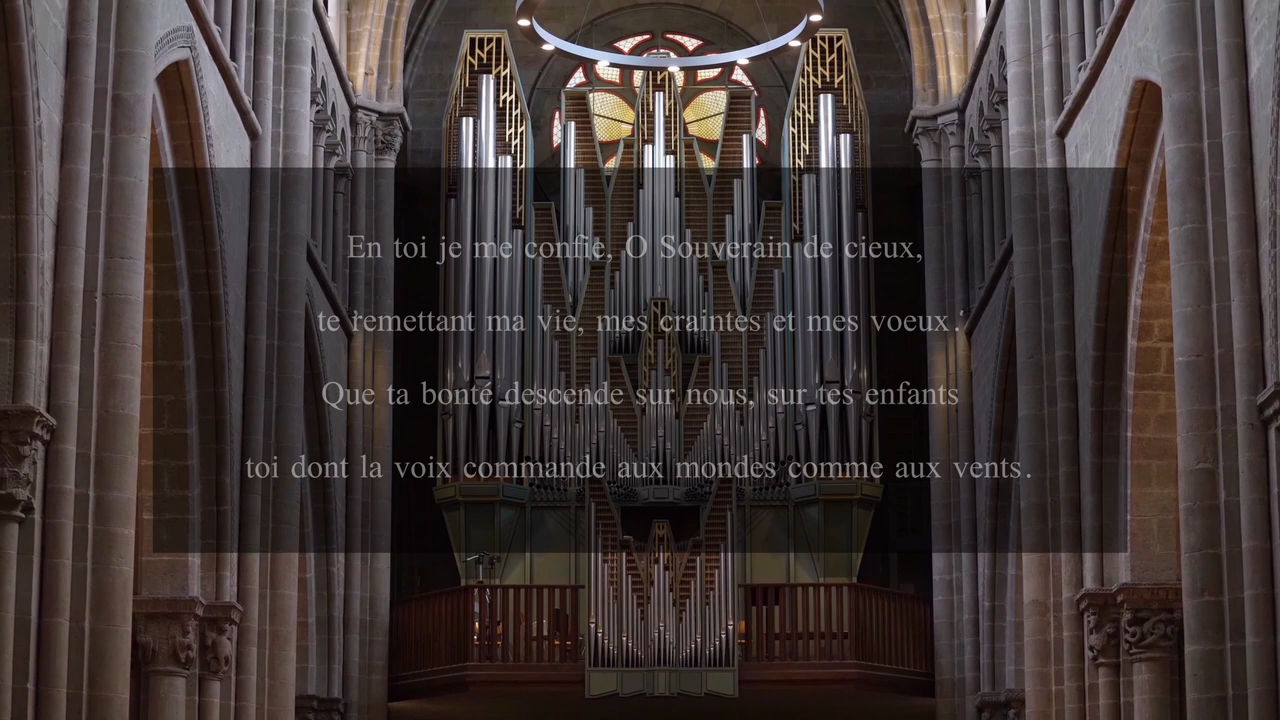 En toi je me confie, O Souverain de cieux,
te remettant ma vie, mes craintes et mes voeux.
Que ta bonté descende sur nous, sur tes enfants
toi dont la voix commande aux mondes comme aux vents.